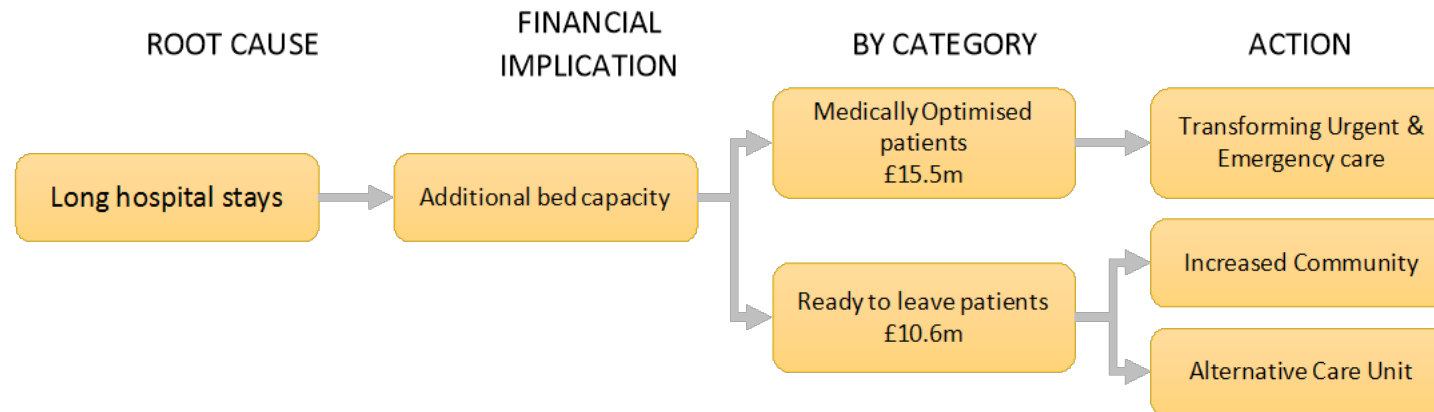 ROOT CAUSE
FINANCIAL
IMPLICATION
BY CATEGORY
ACTION
Long hospital stays
Additional bed capacity
Medically Optimised
patients
£15.5m
Ready to leave patients
£10.6m
Transforming Urgent &
Emergency care
Increased Community
Alternative Care Unit